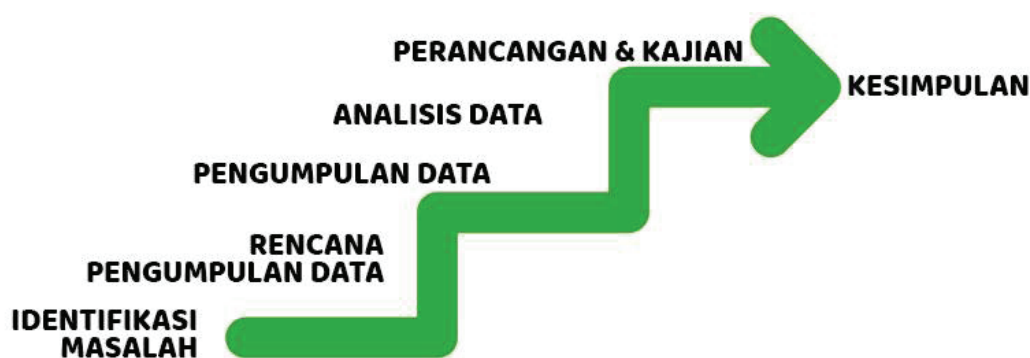 PERANCANGAN & KAJIAN
KESIMPULAN
ANALISIS DATA
PENGUMPULAN DATA
RENCANA
PENGUMPULAN DATA
IDENTIFIKASI
MASALAH